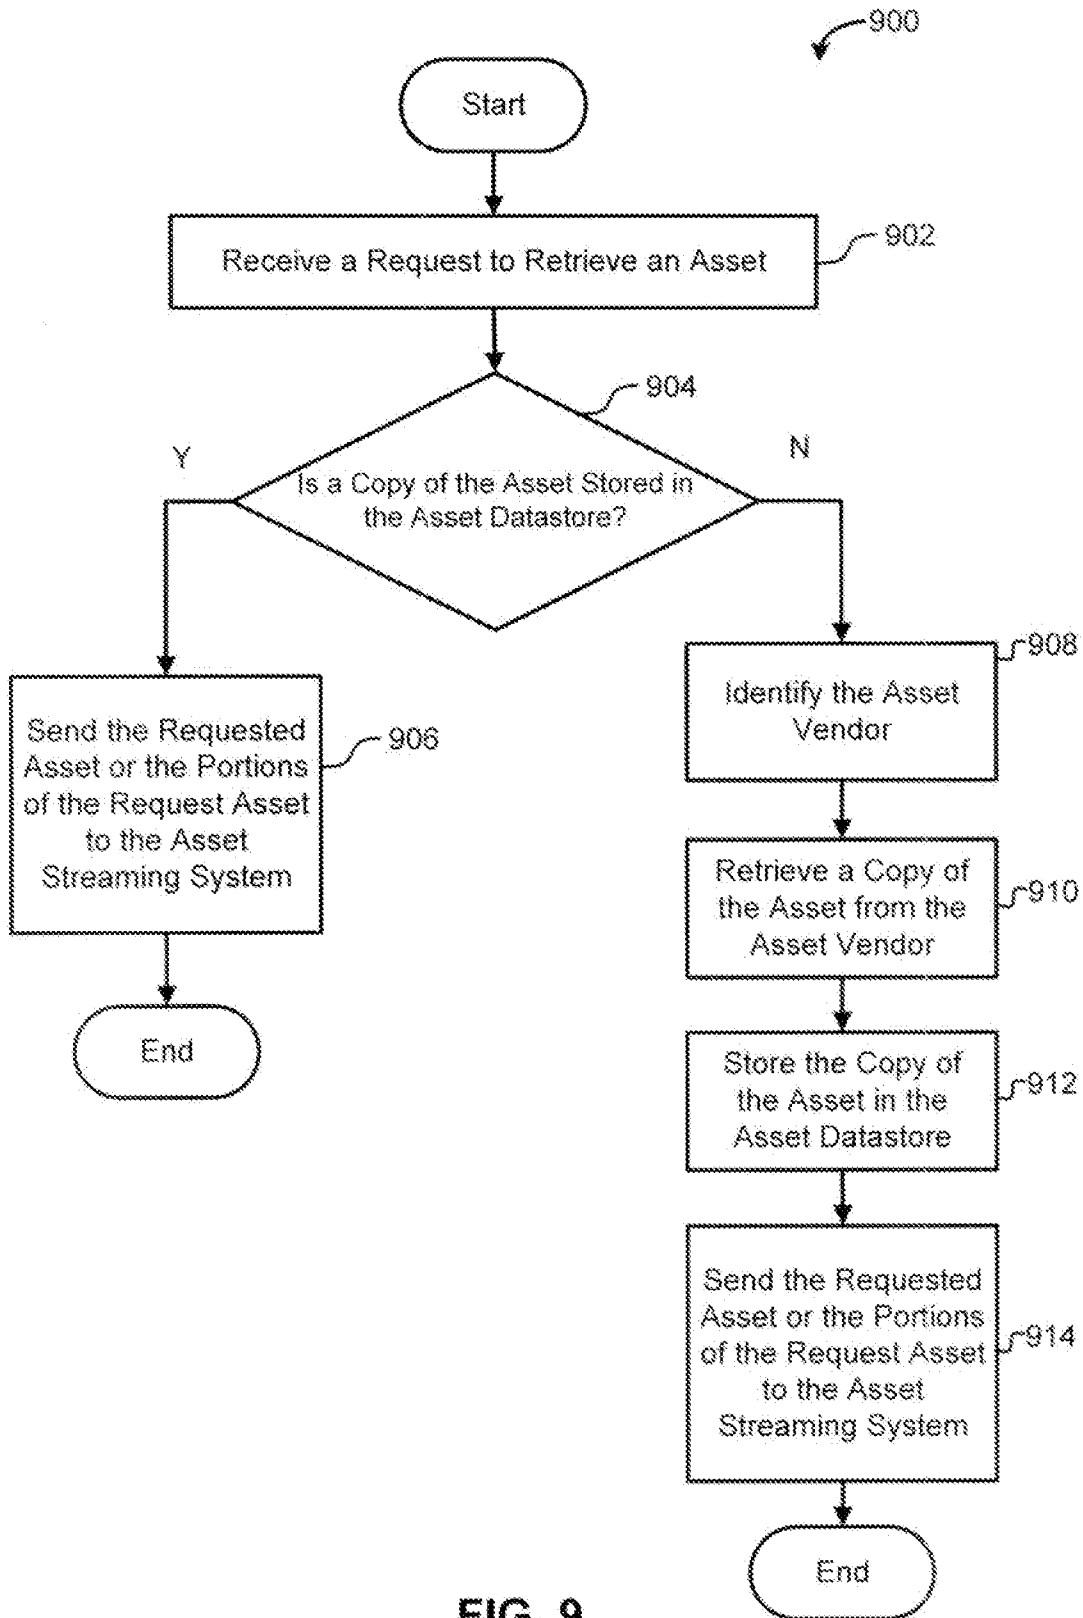 900
Start
Receive a Request to Retrieve an Asset
902
904
Y
N
Is a Copy of the Asset Stored in
the Asset Datastore?
908
Identify the Asset
Vendor
Send the Requested
Asset or the Portions
of the Request Asset
to the Asset
Streaming System
906
Retrieve a Copy of
the Asset from the
Asset Vendor
910
End
Store the Copy of
the Asset in the
Asset Datastore
912
Send the Requested
Asset or the Portions
of the Request Asset
to the Asset
Streaming System
914
End
FIG. 9